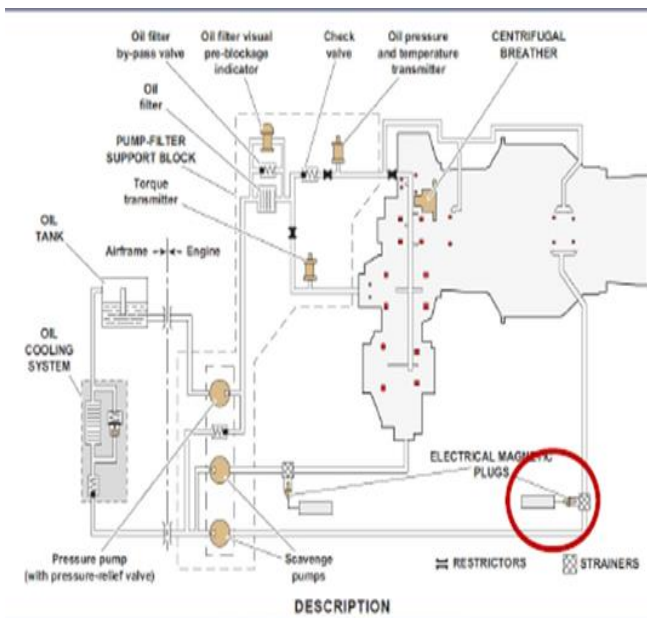 Oil filter
by-pass valve
Oil filter visual
pre-blockage
indicator
Check
valve
Oil pressure
and temperature
transmitter
CENTRIFUGAL
BREATHER
Oil
filter
PUMP-FILTER
SUPPORT BLOCK
Torque
transmitter
OIL
TANK
Airframe
Engine
OIL
COOLING
SYSTEM
ELECTRICAL MAGNETIC
PLUGS
Pressure pump
(with pressure-relief valve)
Scavenge
pumps
RESTRICTORS
STRAINERS
DESCRIPTION